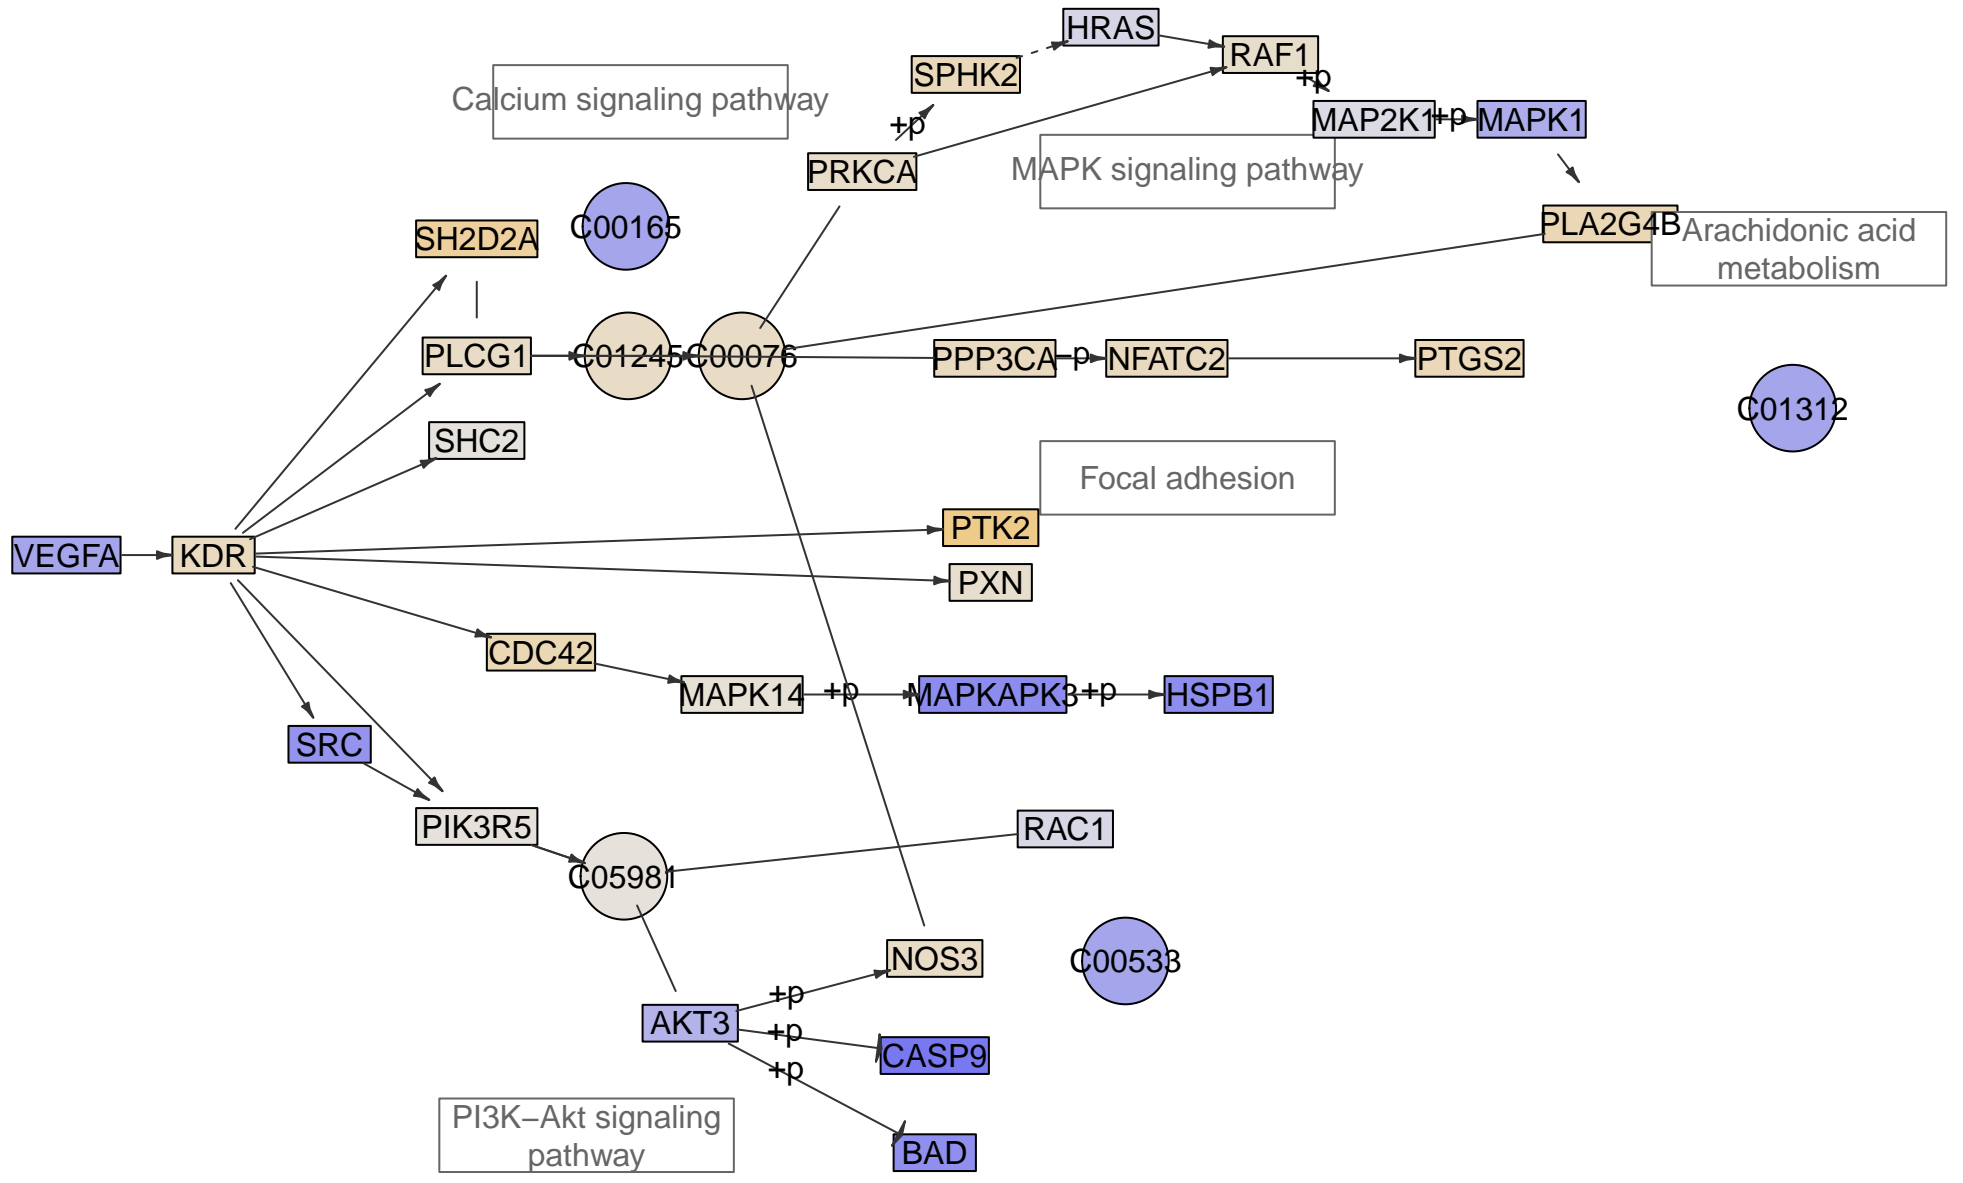 HRAS
RAF1
SPHK2
+p
Calcium signaling pathway
MAP2K1
+p
MAPK1
+p
PRKCA
MAPK signaling pathway
SH2D2A
C00165
PLA2G4B
Arachidonic acid
metabolism
PLCG1
C01245
C00076
PPP3CA
−p
NFATC2
PTGS2
C01312
SHC2
Focal adhesion
PTK2
VEGFA
KDR
PXN
CDC42
MAPK14
+p
MAPKAPK3
+p
HSPB1
SRC
PIK3R5
RAC1
C05981
NOS3
C00533
+p
AKT3
+p
CASP9
+p
PI3K−Akt signaling
pathway
BAD